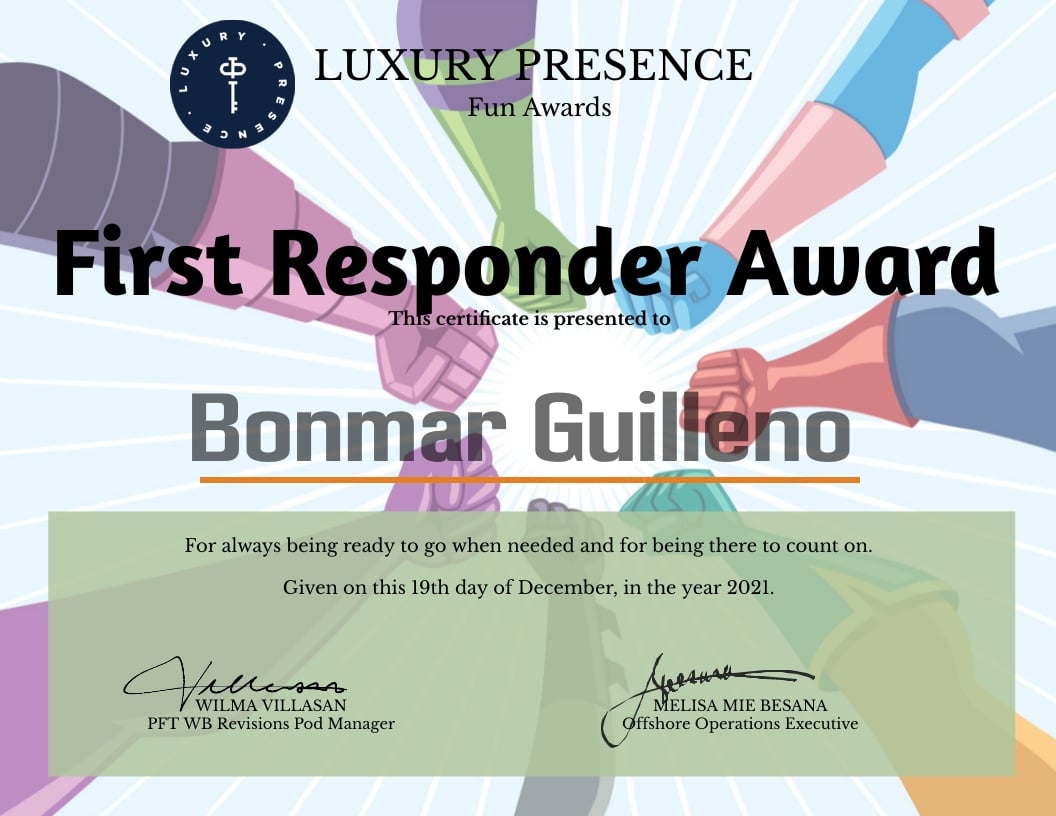 LUXURY · PRESENCE ·
LUXURY PRESENCE
Fun Awards
First Responder Award
This certificate is presented to
Bonmar Guilleno
For always being ready to go when needed and for being there to count on.
Given on this 19th day of December, in the year 2021.
Villasan
WILMA VILLASAN
PFT WB Revisions Pod Manager
MELISA MIE BESANA
Offshore Operations Executive